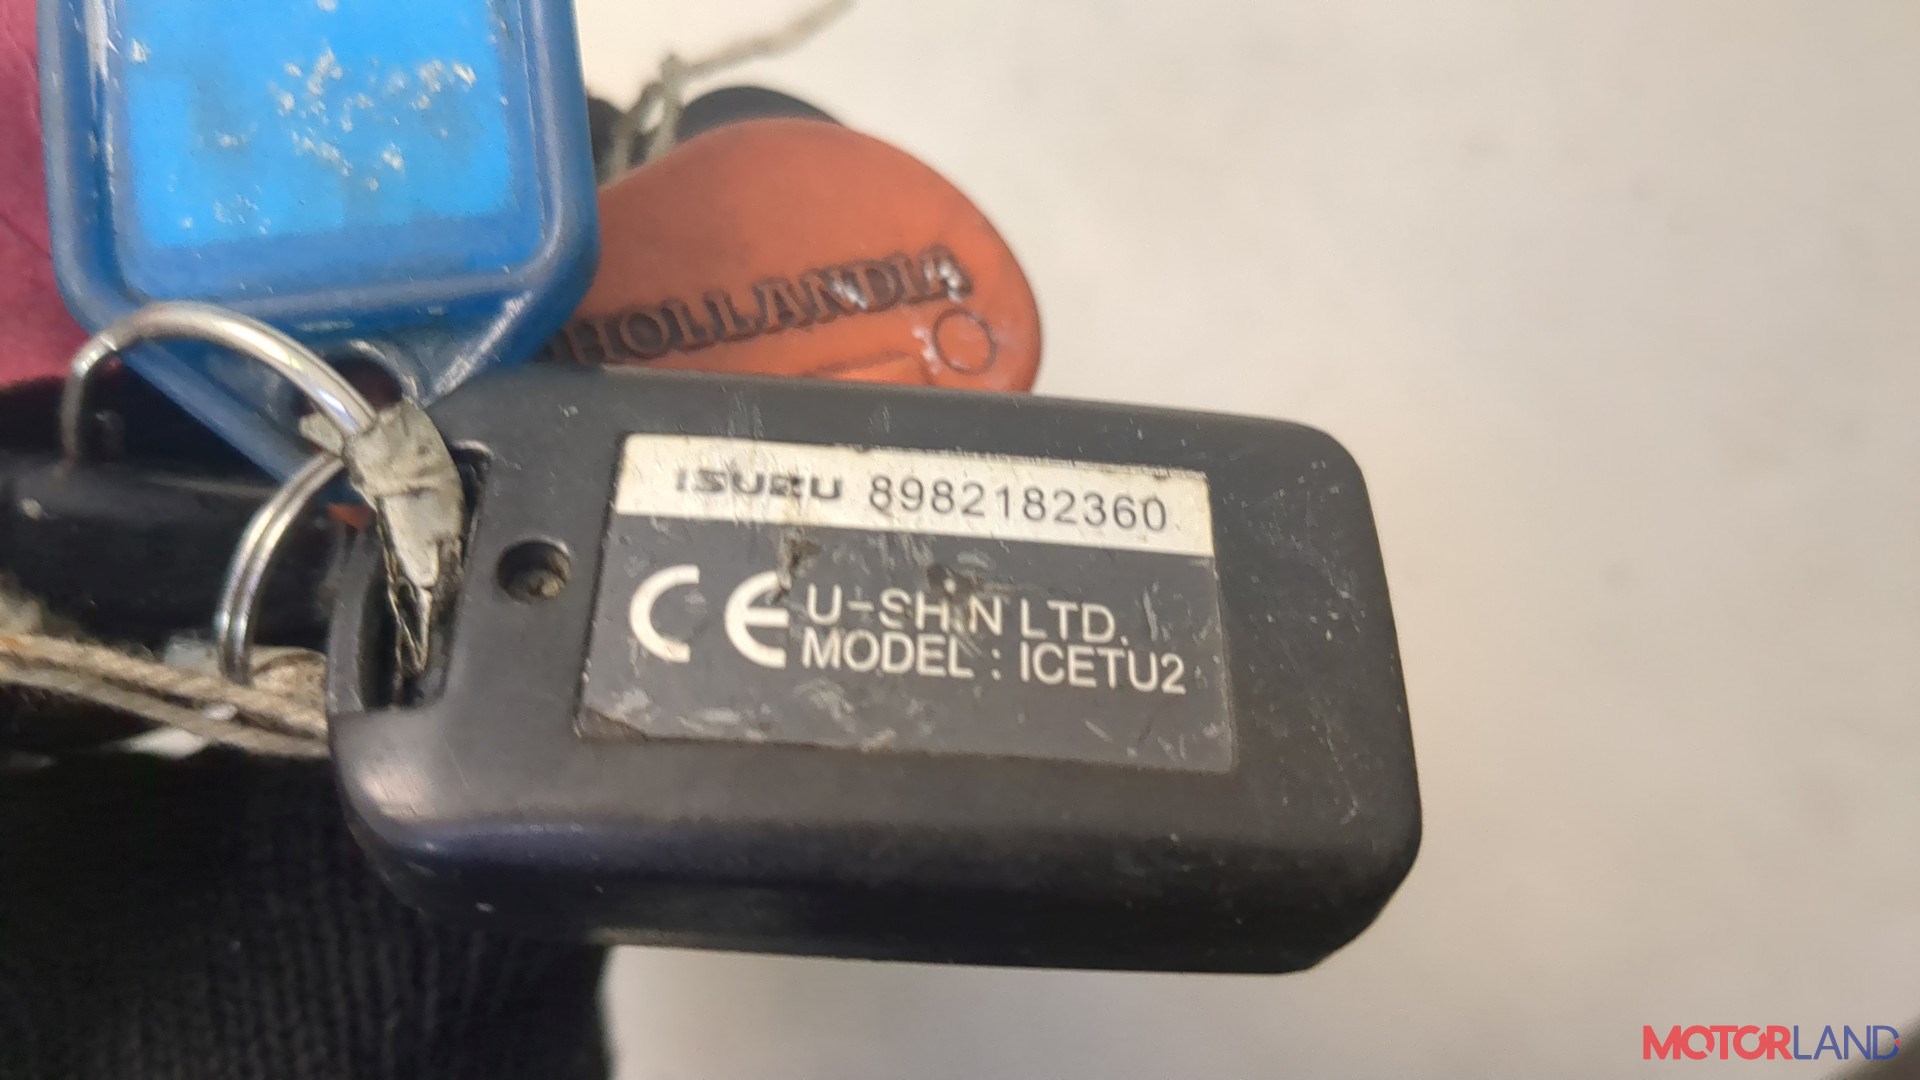 HOLLANDIA
ISUZU 8982182360
CE U-SHIN LTD.
MODEL : ICETU2
MOTORLAND